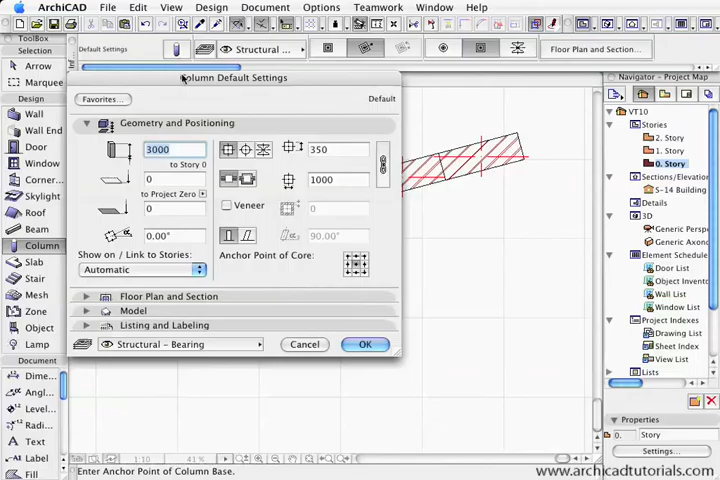 ArchiCAD File Edit View Design Document Options Teamwork Window Help
ToolBox
Selection
Arrow
Marquee
Design
Wall
Wall End
Door
Window
Corner...
Skylight
Roof
Beam
Column
Slab
Stair
Mesh
Zone
Object
Lamp
Document
Dime...
Angl...
Level...
Radi...
Text
Label
Fill
Default Settings
Structural ...
Floor Plan and Section...
Column Default Settings
Favorites...
Default
Geometry and Positioning
3000
to Story 0
0
to Project Zero
0
0.00°
350
1000
Veneer
0
90.00°
Show on / Link to Stories:
Automatic
Anchor Point of Core:
Floor Plan and Section
Model
Listing and Labeling
Structural - Bearing
Cancel
OK
1:10
41 %
Enter Anchor Point of Column Base.
Navigator - Project Map
VT10
Stories
2. Story
1. Story
0. Story
Sections/Elevation
S-14 Building
Details
3D
Generic Perspe
Generic Axono
Element Schedule
Door List
Object Invento
Wall List
Window List
Project Indexes
Drawing List
Sheet Index
View List
Lists
Properties
0.
Story
Settings...
www.archicadtutorials.com